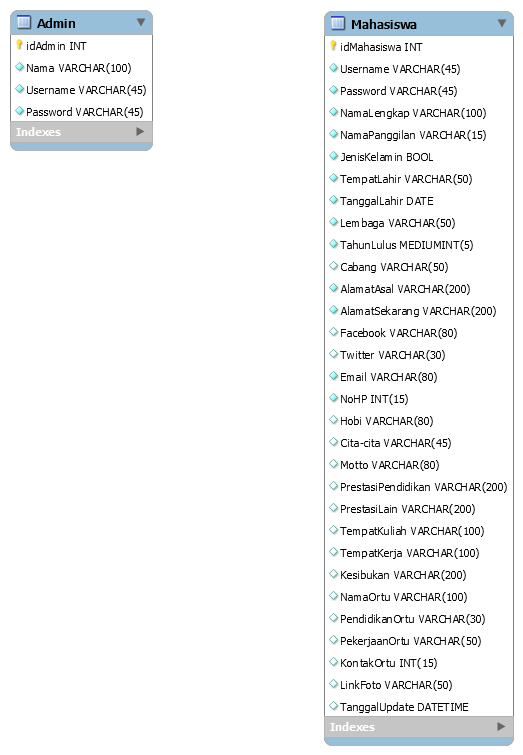 Admin
idAdmin INT
Nama VARCHAR(100)
Username VARCHAR(45)
Password VARCHAR(45)
Indexes
Mahasiswa
idMahasiswa INT
Username VARCHAR(45)
Password VARCHAR(45)
NamaLengkap VARCHAR(100)
NamaPanggilan VARCHAR(15)
JenisKelamin BOOL
TempatLahir VARCHAR(50)
TanggalLahir DATE
Lembaga VARCHAR(50)
TahunLulus MEDIUMINT(5)
Cabang VARCHAR(50)
AlamatAsal VARCHAR(200)
AlamatSekarang VARCHAR(200)
Facebook VARCHAR(80)
Twitter VARCHAR(30)
Email VARCHAR(80)
NoHP INT(15)
Hobi VARCHAR(80)
Cita-cita VARCHAR(45)
Motto VARCHAR(80)
PrestasiPendidikan VARCHAR(200)
PrestasiLain VARCHAR(200)
TempatKuliah VARCHAR(100)
TempatKerja VARCHAR(100)
Kesibukan VARCHAR(200)
NamaOrtu VARCHAR(100)
PendidikanOrtu VARCHAR(30)
PekerjaanOrtu VARCHAR(50)
KontakOrtu INT(15)
LinkFoto VARCHAR(50)
TanggalUpdate DATETIME
Indexes